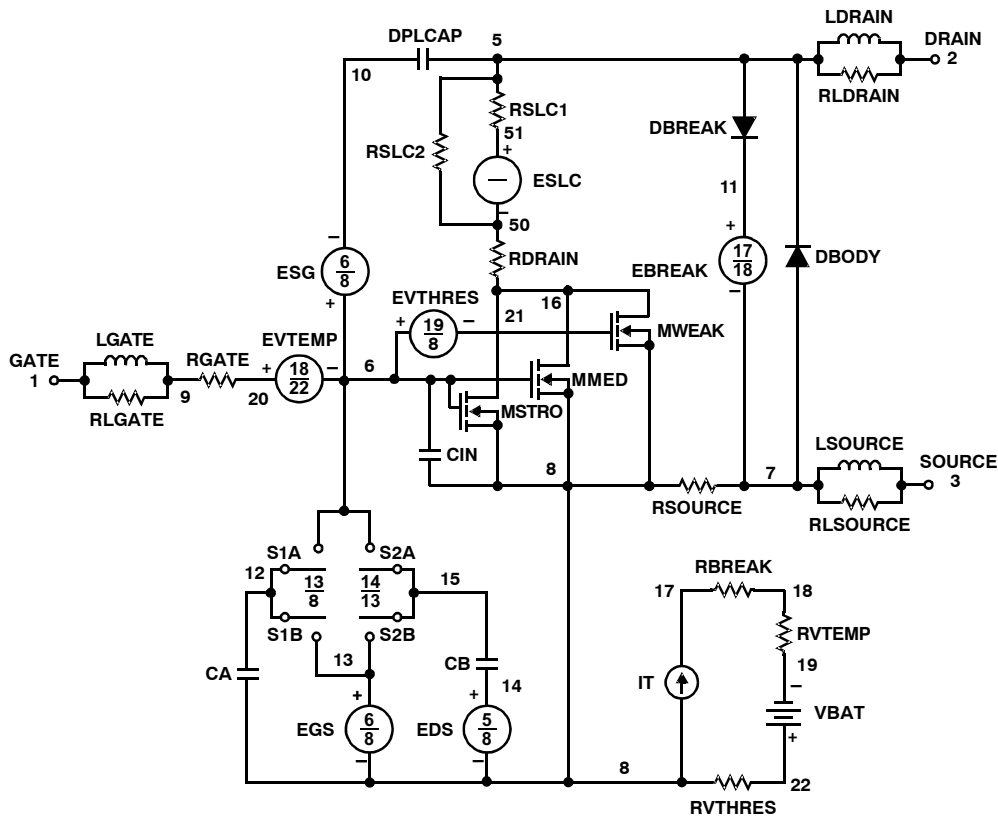 LDRAIN
DPLCAP 5 DRAIN
10 2
RLDRAIN
RSLC1
51
DBREAK
RSLC2
+
ESLC
11
−
50
+
−
RDRAIN
17
18
EBREAK
DBODY
6
8
ESG
−
+
EVTHRES
16
21
+ 19
8 −
MWEAK
LGATE
EVTEMP
GATE
RGATE
+ 18
22 −
6
1
MMED
9
20
RLGATE
MSTRO
CIN
LSOURCE
8
7
SOURCE
3
RSOURCE
RLSOURCE
S1A S2A
12
13
8
14
13
15
RBREAK
17 18
S1B S2B
RVTEMP
13
CA
CB
19
14
IT
−
+ +
VBAT
EGS 6
8
EDS 5
8
+
− −
8
22
RVTHRES